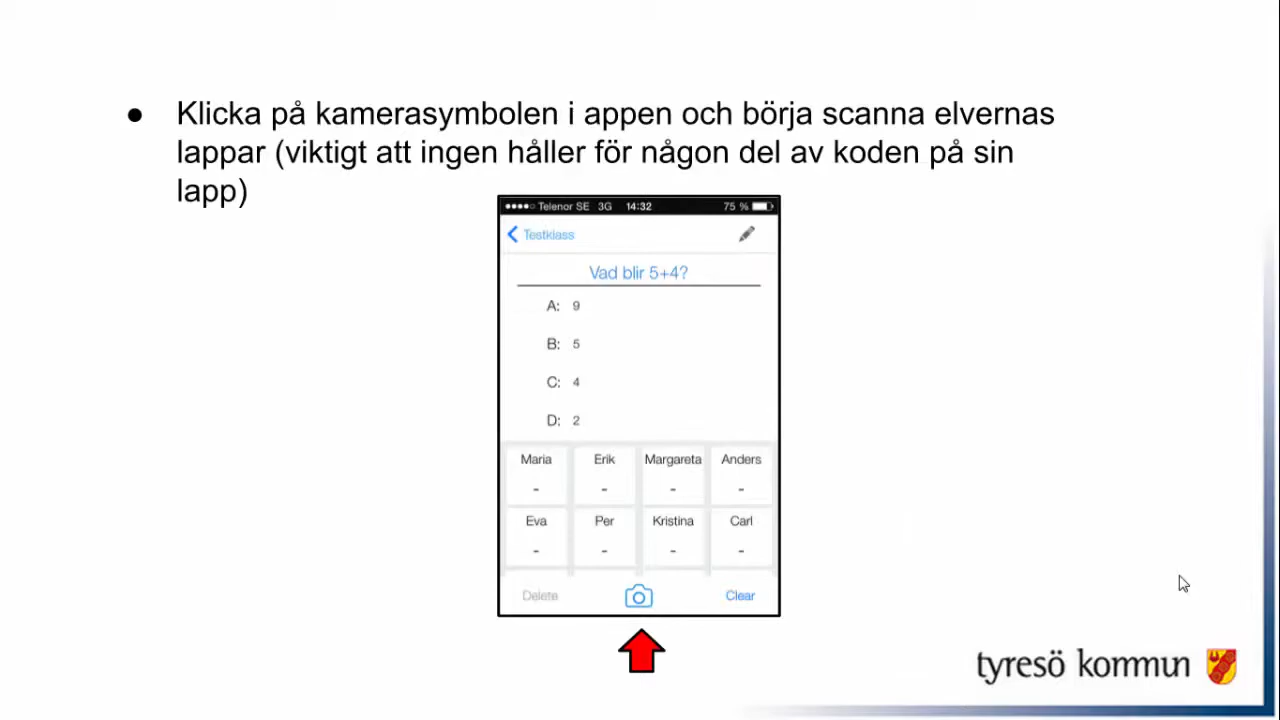 ● Klicka på kamerasymbolen i appen och börja scanna elvernas
lappar (viktigt att ingen håller för någon del av koden på sin
lapp)
Telenor SE 3G 14:32 75 %
Testklass
Vad blir 5+4?
A: 9
B: 5
C: 4
D: 2
Maria Erik Margareta Anders
- - - -
Eva Per Kristina Carl
- - - -
Delete Clear
tyresö kommun